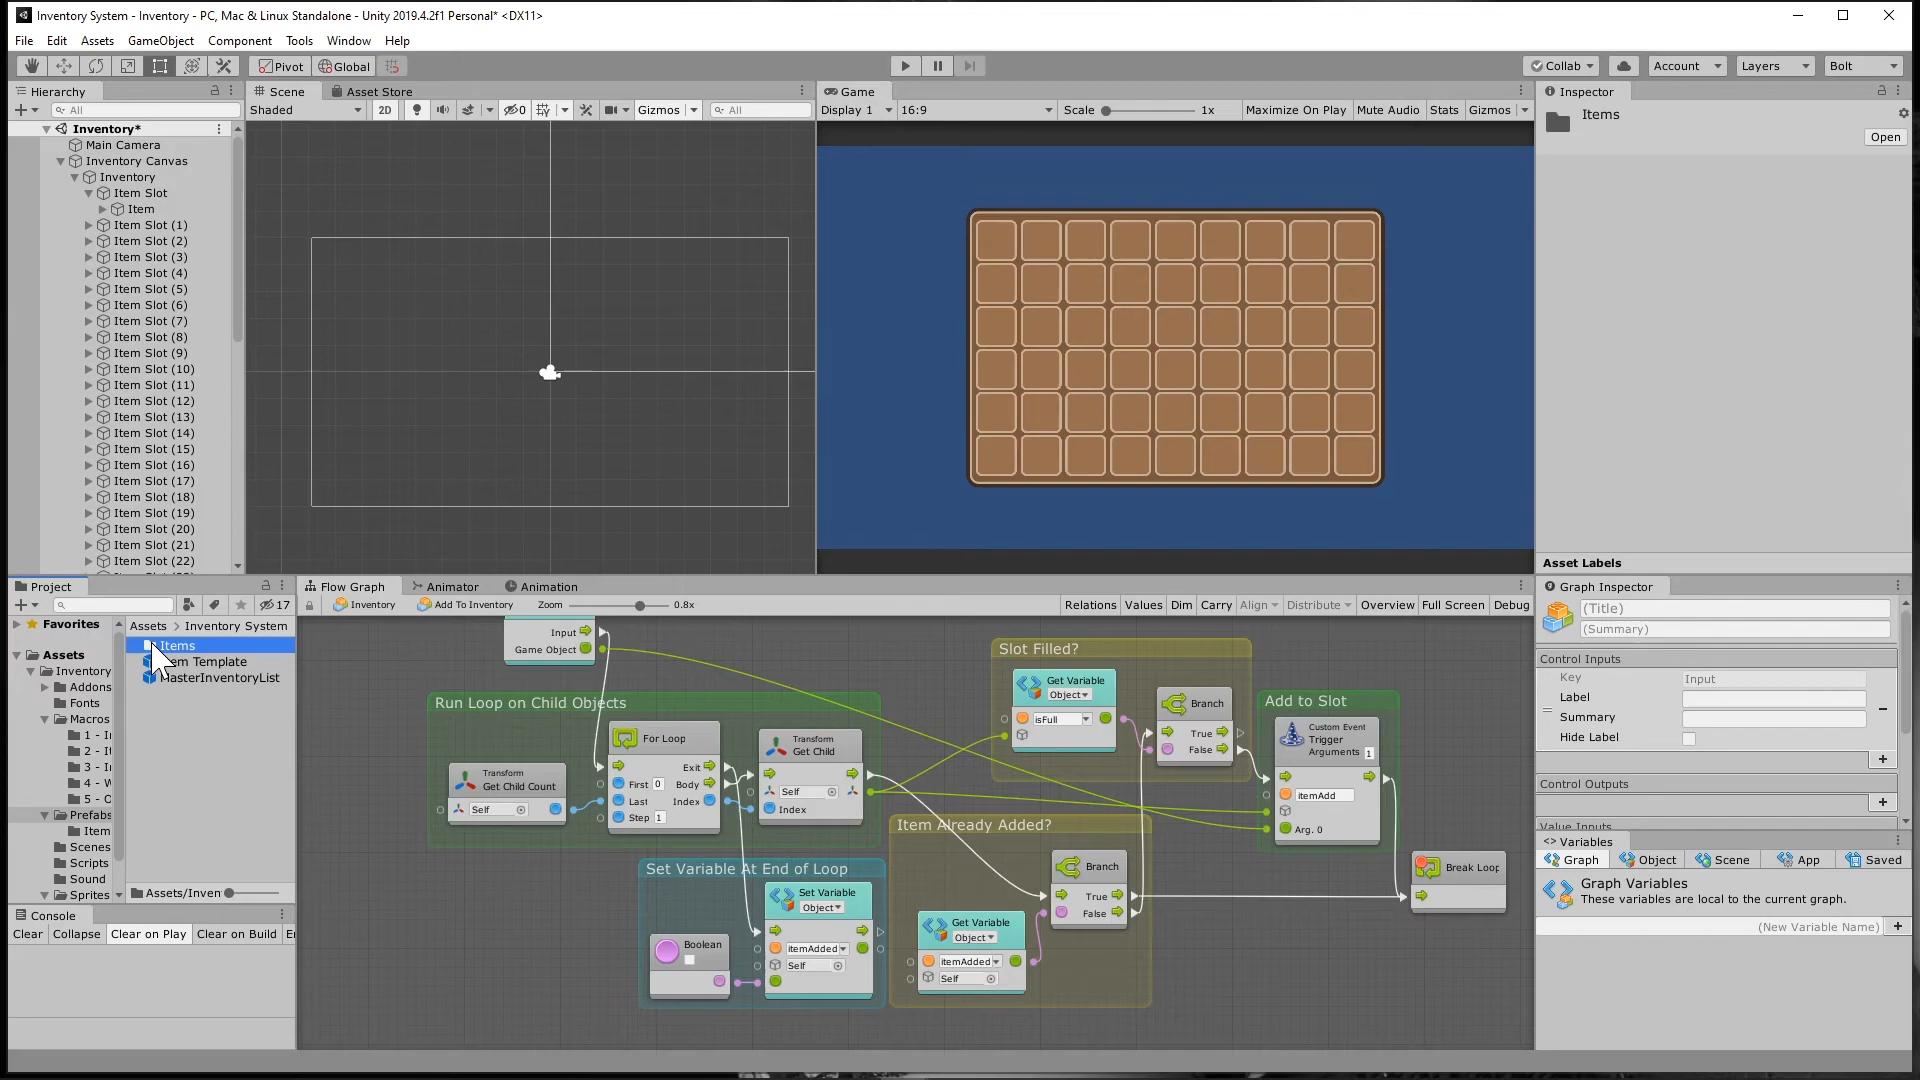 Inventory System - Inventory - PC, Mac & Linux Standalone - Unity 2019.4.2f1 Personal* <DX11>
File Edit Assets GameObject Component Tools Window Help
Pivot Global Collab Account Layers Bolt
Hierarchy
All
Inventory*
Main Camera
Inventory Canvas
Inventory
Item Slot
Item
Item Slot (1)
Item Slot (2)
Item Slot (3)
Item Slot (4)
Item Slot (5)
Item Slot (6)
Item Slot (7)
Item Slot (8)
Item Slot (9)
Item Slot (10)
Item Slot (11)
Item Slot (12)
Item Slot (13)
Item Slot (14)
Item Slot (15)
Item Slot (16)
Item Slot (17)
Item Slot (18)
Item Slot (19)
Item Slot (20)
Item Slot (21)
Item Slot (22)
Scene Asset Store
Shaded 2D 0 Gizmos All
Game
Display 1 16:9 Scale 1x Maximize On Play Mute Audio Stats Gizmos
Inspector
Items
Open
Asset Labels
Project
17
Favorites
Assets
Inventory
Addons
Fonts
Macros
1 - I
2 - I
3 - I
4 - W
5 - O
Prefabs
Item
Scenes
Scripts
Sound
Sprites
Assets > Inventory System
Items
em Template
MasterInventoryList
Assets/Inven
Console
Clear Collapse Clear on Play Clear on Build E
Flow Graph Animator Animation
Inventory Add To Inventory Zoom 0.8x Relations Values Dim Carry Align Distribute Overview Full Screen Debug
Input
Game Object
Run Loop on Child Objects
Transform
Get Child Count
Self
For Loop
Exit
First 0 Body
Last Index
Step 1
Transform
Get Child
Self
Index
Set Variable At End of Loop
Boolean
Set Variable
Object
itemAdded
Self
Slot Filled?
Get Variable
Object
isFull
Branch
True
False
Item Already Added?
Get Variable
Object
itemAdded
Self
Branch
True
False
Add to Slot
Custom Event
Trigger
Arguments 1
itemAdd
Arg. 0
Break Loop
Graph Inspector
(Title)
(Summary)
Control Inputs
Key Input
Label
Summary
Hide Label
Control Outputs
Value Inputs
Variables
Graph Object Scene App Saved
Graph Variables
These variables are local to the current graph.
(New Variable Name)